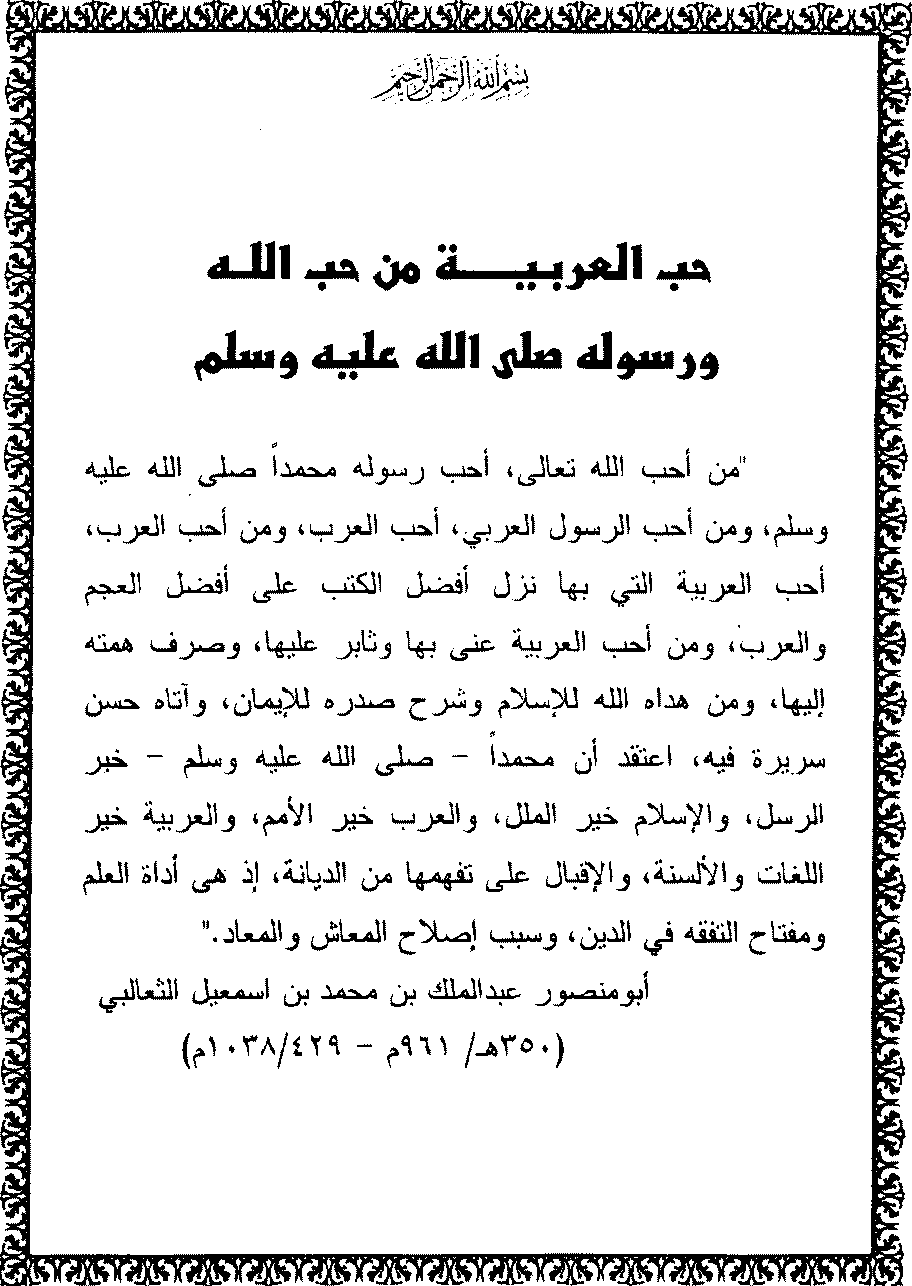 بسم الله الرحمن الرحيم
حب العربية من حب الله
ورسوله صلى الله عليه وسلم
"من أحب الله تعالى، أحب رسوله محمداً صلى الله عليه
وسلم، ومن أحب الرسول العربي، أحب العرب، ومن أحب العرب،
أحب العربية التي بها نزل أفضل الكتب على أفضل العجم
والعرب، ومن أحب العربية عنى بها وثابر عليها، وصرف همته
إليها، ومن هداه الله للإسلام وشرح صدره للإيمان، وآتاه حسن
سريرة فيه، اعتقد أن محمداً - صلى الله عليه وسلم - خبر
الرسل، والإسلام خير الملل، والعرب خير الأمم، والعربية خير
اللغات والألسنة، والإقبال على تفهمها من الديانة، إذ هى أداة العلم
ومفتاح التفقه في الدين، وسبب إصلاح المعاش والمعاد."
أبومنصور عبدالملك بن محمد بن اسمعيل الثعالبي
(٣٥٠هـ/ ٩٦١م - ٤٢٩/١٠٣٨م)